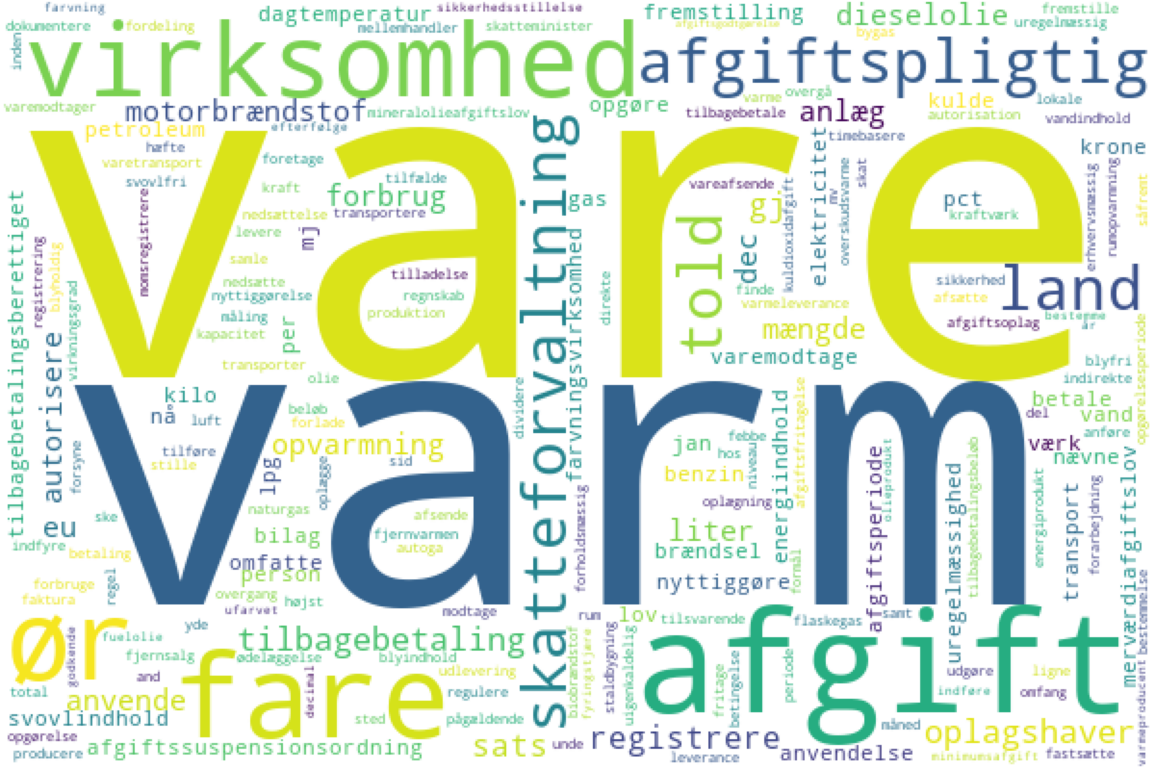 farvning
dokumentere
fordeling
dagtemperatur
sikkerhedsstillelse
mellemhandler
skatteminister
fremstilling
afgiftsgodtgørelse
dieselolie
bygas
fremstille
uregelmæssig
indent
virksomhed
afgiftspligtig
varemodtager
motorbrændstof
mineralolieafgiftslov
opgøre
varme
overgå
tilbagebetale
anlæg
kulde
autorisation
lokale
vandindhold
petroleum
efterfølge
hæfte
varetransport
svovlfri
foretage
timebasere
krone
vare
momsregistrere
kraft
tilfælde
forbrug
nedsættelse
transportere
levere
mj
gas
vareafsende
gj
told
dec
elektricitet
mv
skat
overskudsvarme
kuldioxidafgift
pct
kraftværk
erhvervsmæssig
rumopvarmning
såfremt
tilbagebetalingsberettiget
registrering
blyholdig
virkningsgrad
samle
nedsætte
nyttiggørelse
måling
kapacitet
transporter
per
tilladelse
regnskab
produktion
olie
skatteforvaltning
farvningsvirksomhed
direkte
finde
varmeleverance
mængde
varemodtage
sikkerhed
afsætte
land
afgiftsoplag
bestemme
år
blyfri
indirekte
opgørelsesperiode
autorisere
varm
kilo
nå
luft
tilføre
stille
forsyne
eu
indfyre
ske
betaling
forbruge
faktura
regel
beløb
forlade
opvarmning
lpg
oplægge
sid
naturgas
bilag
afsende
fjernvarmen
autoga
omfatte
person
overgang
højst
ufarvet
yde
modtage
dividere
forholdsmæssig
jan
hos
febbe
niveau
benzin
oplægning
liter
brændsel
nyttiggøre
energiindhold
afgiftsfritagelse
formål
afgiftsperiode
olieprodukt
uregelmæssighed
tilbagebetalingsbeløb
del
værk
nævne
betale
vand
anføre
energiprodukt
transport
forarbejdning
merværdiafgiftslov
bestemmelse
varmeproducent
rum
lov
tilsvarende
flaskegas
samt
ør
godkende
fuelolie
fjernsalg
and
total
anvende
svovlindhold
opgørelse
producere
afgiftssuspensionsordning
tilbagebetaling
ødelæggelse
blyindhold
fare
decimal
sted
udlevering
regulere
pågældende
sats
unde
biobrændstof
fyringstjære
staldbygning
uigenkaldelig
afgift
fritage
betingelse
periode
registrere
leverance
anvendelse
måned
udgøre
indføre
ligne
omfang
oplagshaver
minimumsafgift
fastsætte